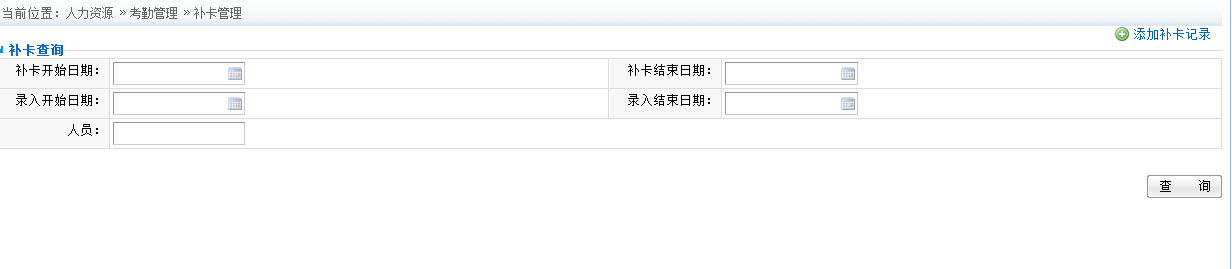 当前位置：人力资源 » 考勤管理 » 补卡管理
添加补卡记录
补卡查询
补卡开始日期： 补卡结束日期：
录入开始日期： 录入结束日期：
人员：
查 询